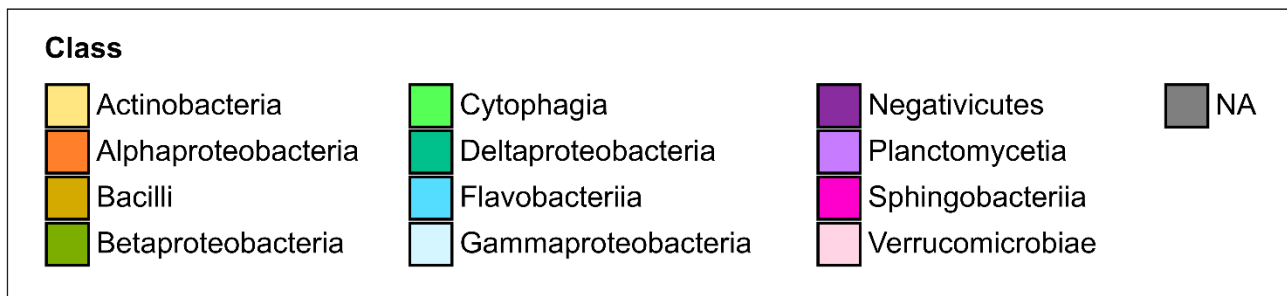 Class
Actinobacteria
Alphaproteobacteria
Bacilli
Betaproteobacteria
Cytophagia
Deltaproteobacteria
Flavobacteriia
Gammaproteobacteria
Negativicutes
Planctomycetia
Sphingobacteriia
Verrucomicrobiae
NA